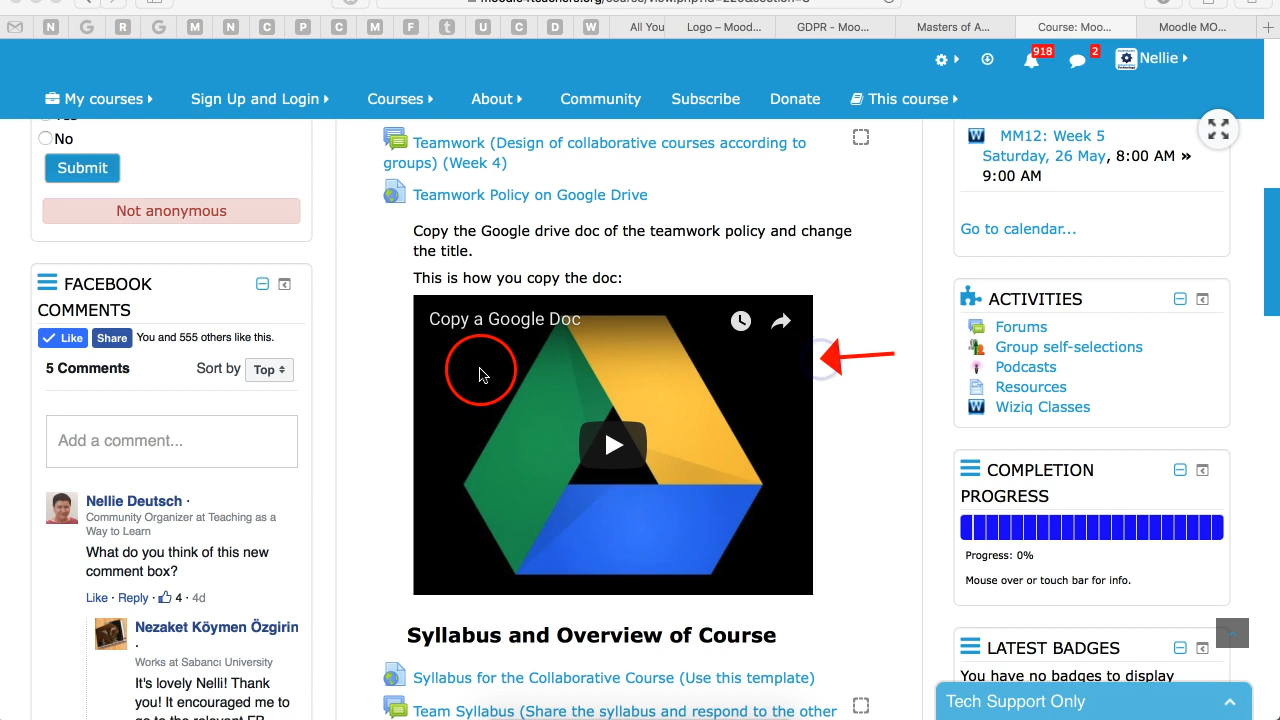 N G R G M N C P C M F t U C D W All You Logo – Mood... GDPR - Moo... Masters of A... Course: Moo... Moodle MO...
918 2 Nellie
My courses Sign Up and Login Courses About Community Subscribe Donate This course
No
Submit
Not anonymous
FACEBOOK
COMMENTS
Like Share You and 555 others like this.
5 Comments Sort by Top
Add a comment...
Nellie Deutsch ·
Community Organizer at Teaching as a
Way to Learn
What do you think of this new
comment box?
Like · Reply · 4 · 4d
Nezaket Köymen Özgirin
·
Works at Sabancı University
It's lovely Nelli! Thank
you!It encouraged me to
Teamwork (Design of collaborative courses according to
groups) (Week 4)
Teamwork Policy on Google Drive
Copy the Google drive doc of the teamwork policy and change
the title.
This is how you copy the doc:
Copy a Google Doc
Syllabus and Overview of Course
Syllabus for the Collaborative Course (Use this template)
Team Syllabus (Share the syllabus and respond to the other
MM12: Week 5
Saturday, 26 May, 8:00 AM »
9:00 AM
Go to calendar...
ACTIVITIES
Forums
Group self-selections
Podcasts
Resources
Wiziq Classes
COMPLETION
PROGRESS
Progress: 0%
Mouse over or touch bar for info.
LATEST BADGES
You have no badges to display
Tech Support Only